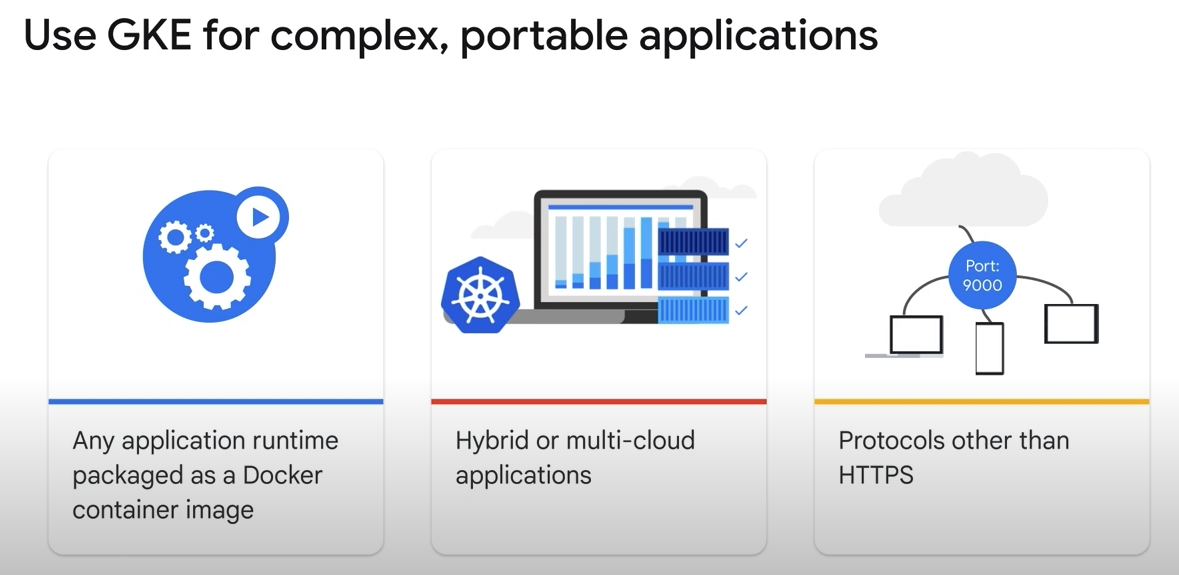 Use GKE for complex, portable applications
Port:
9000
Any application runtime
packaged as a Docker
container image
Hybrid or multi-cloud
applications
Protocols other than
HTTPS